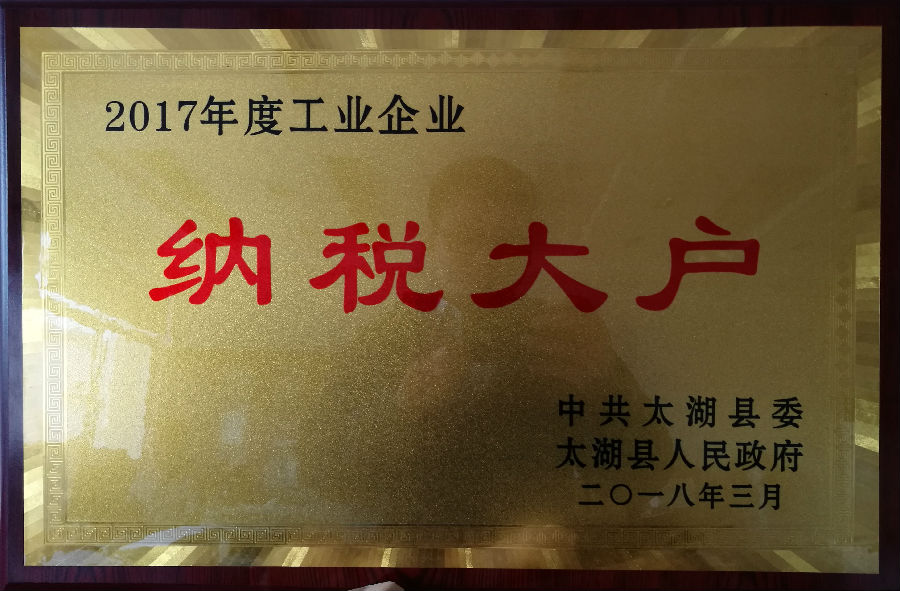 2017年度工业企业
纳税大户
中共太湖县委
太湖县人民政府
二〇一八年三月